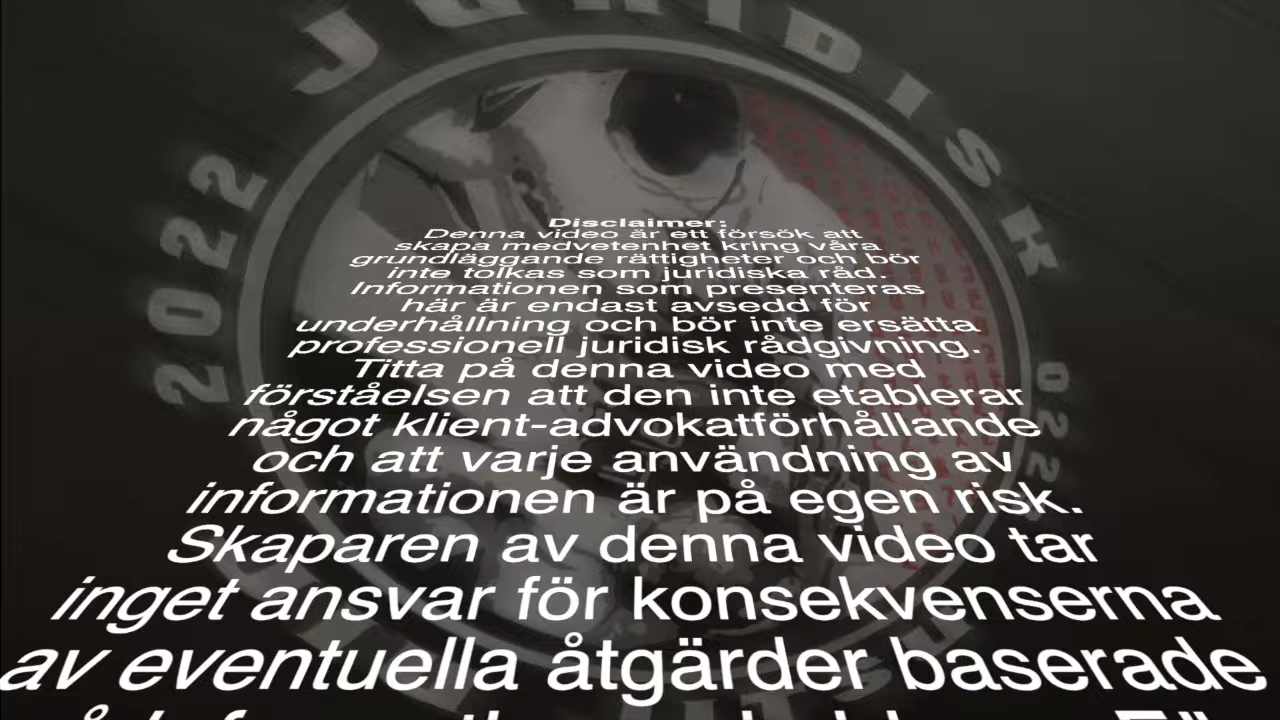 JURIDISK
2022
Disclaimer:
Denna video är ett försök att
skapa medvetenhet kring våra
grundläggande rättigheter och bör
inte tolkas som juridiska råd.
Informationen som presenteras
här är endast avsedd för
underhållning och bör inte ersätta
professionell juridisk rådgivning.
Titta på denna video med
förståelsen att den inte etablerar
något klient-advokatförhållande
och att varje användning av
informationen är på egen risk.
Skaparen av denna video tar
inget ansvar för konsekvenserna
av eventuella åtgärder baserade